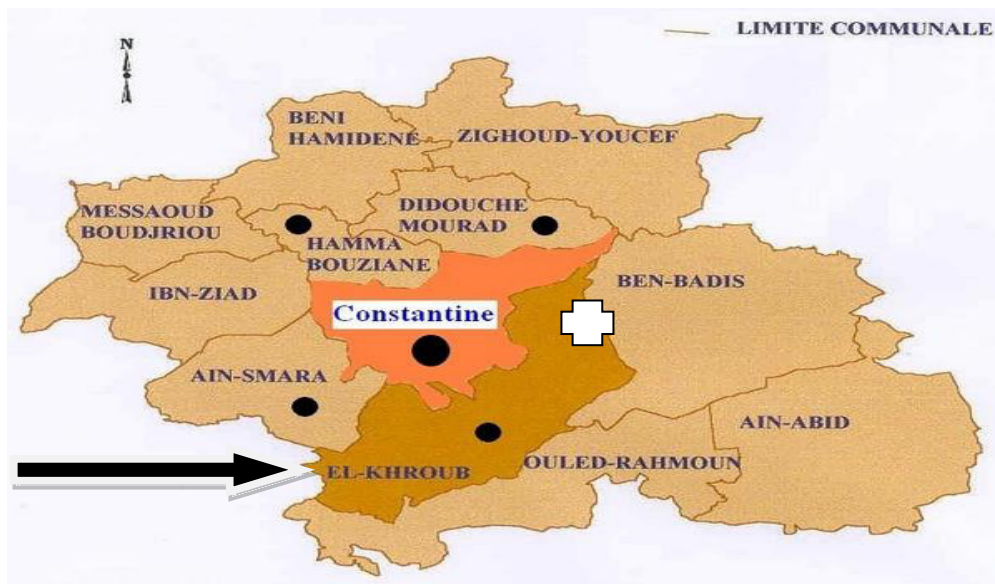 LIMITE COMMUNALE
N
BENI
HAMIDENE
ZIGHOUD-YOUCEF
MESSAOUD
BOUDJRIOU
DIDOUCHE
MOURAD
HAMMA
BOUZIANE
IBN-ZIAD
BEN-BADIS
Constantine
AIN-SMARA
AIN-ABID
EL-KHROUB
OULED-RAHMOUN